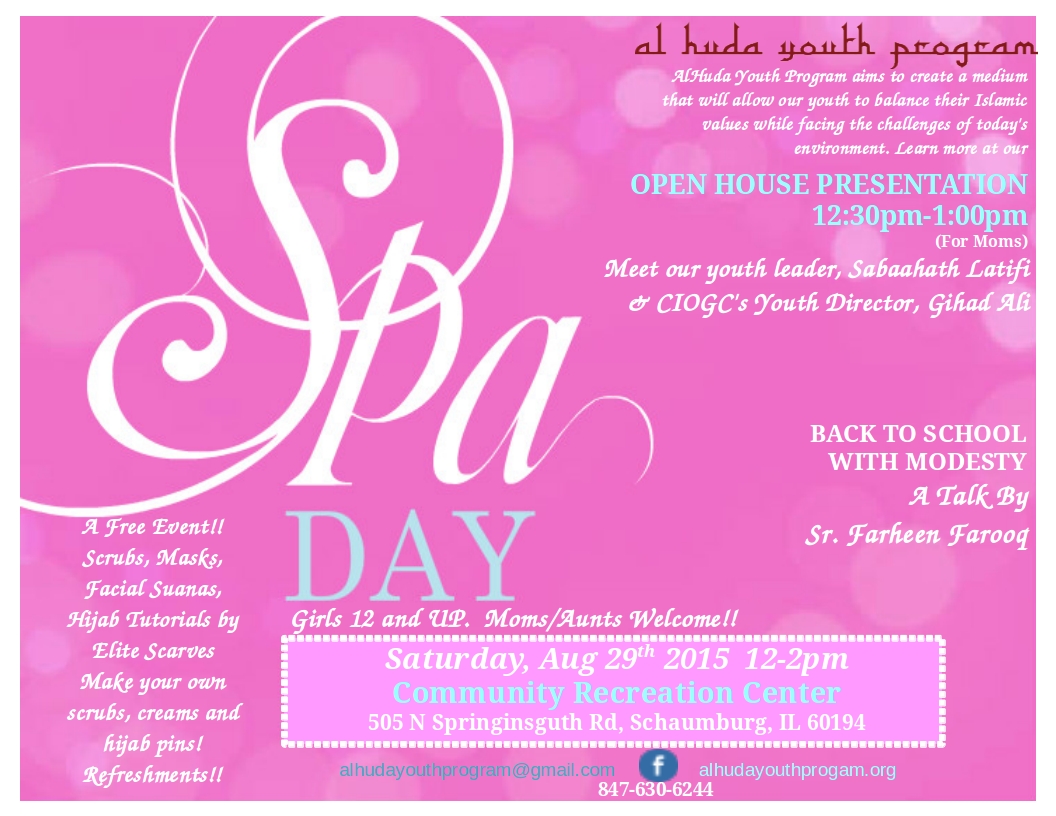 al huda youth program
AlHuda Youth Program aims to create a medium
that will allow our youth to balance their Islamic
values while facing the challenges of today's
environment. Learn more at our
OPEN HOUSE PRESENTATION
12:30pm-1:00pm
(For Moms)
Meet our youth leader, Sabaahath Latifi
& CIOGC's Youth Director, Gihad Ali
Spa
DAY
BACK TO SCHOOL
WITH MODESTY
A Talk By
Sr. Farheen Farooq
A Free Event!!
Scrubs, Masks,
Facial Suanas,
Hijab Tutorials by
Elite Scarves
Make your own
scrubs, creams and
hijab pins!
Refreshments!!
Girls 12 and UP. Moms/Aunts Welcome!!
Saturday, Aug 29th 2015 12-2pm
Community Recreation Center
505 N Springinsguth Rd, Schaumburg, IL 60194
alhudayouthprogram@gmail.com f alhudayouthprogam.org
847-630-6244